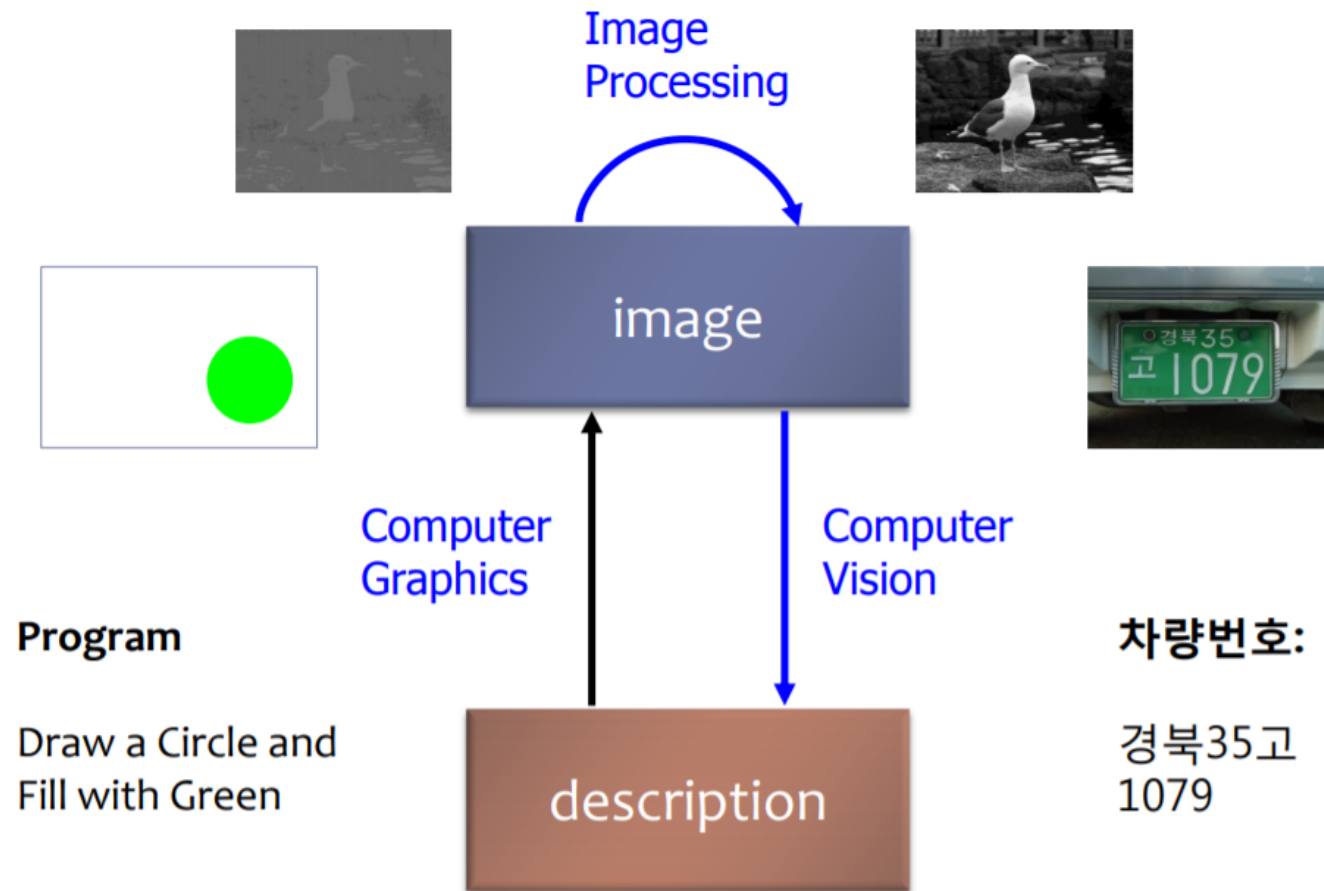 Image
Processing
image
경북35
고 1079
Computer
Graphics
Computer
Vision
Program
Draw a Circle and
Fill with Green
차량번호:
경북35고
1079
description